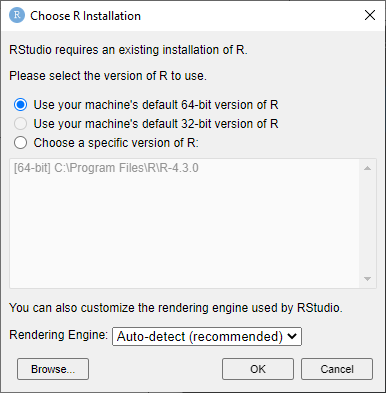 R Choose R Installation
RStudio requires an existing installation of R.
Please select the version of R to use.
Use your machine's default 64-bit version of R
Use your machine's default 32-bit version of R
Choose a specific version of R:
[64-bit] C:\Program Files\R\R-4.3.0
You can also customize the rendering engine used by RStudio.
Rendering Engine: Auto-detect (recommended)
Browse... OK Cancel